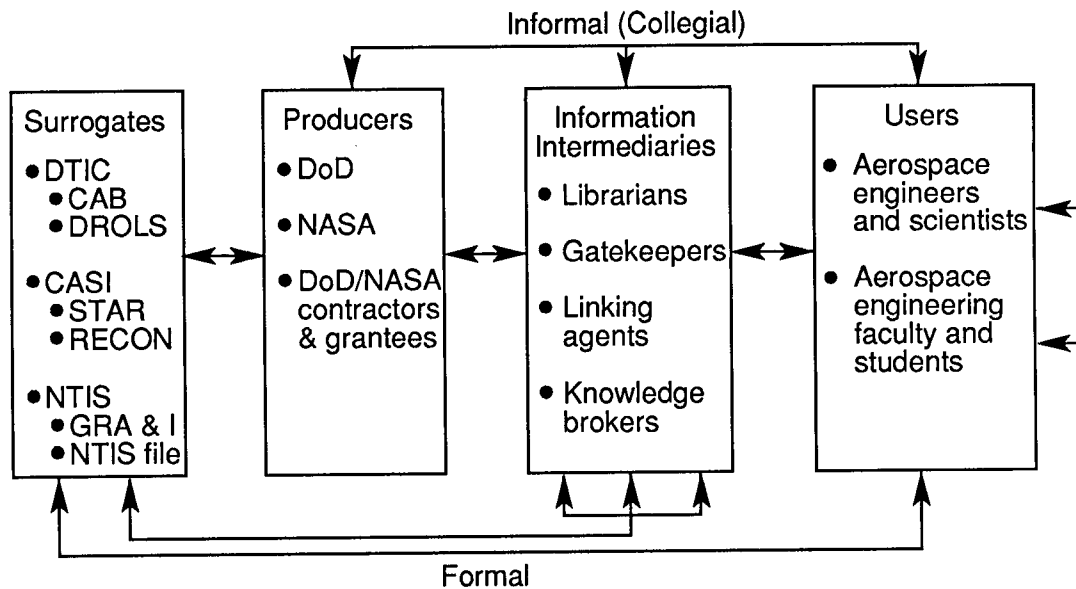 Informal (Collegial)
Surrogates
● DTIC
● CAB
● DROLS
● CASI
● STAR
● RECON
● NTIS
● GRA & I
● NTIS file
Producers
● DoD
● NASA
● DoD/NASA
contractors
& grantees
Information
Intermediaries
● Librarians
● Gatekeepers
● Linking
agents
● Knowledge
brokers
Users
● Aerospace
engineers
and scientists
● Aerospace
engineering
faculty and
students
Formal